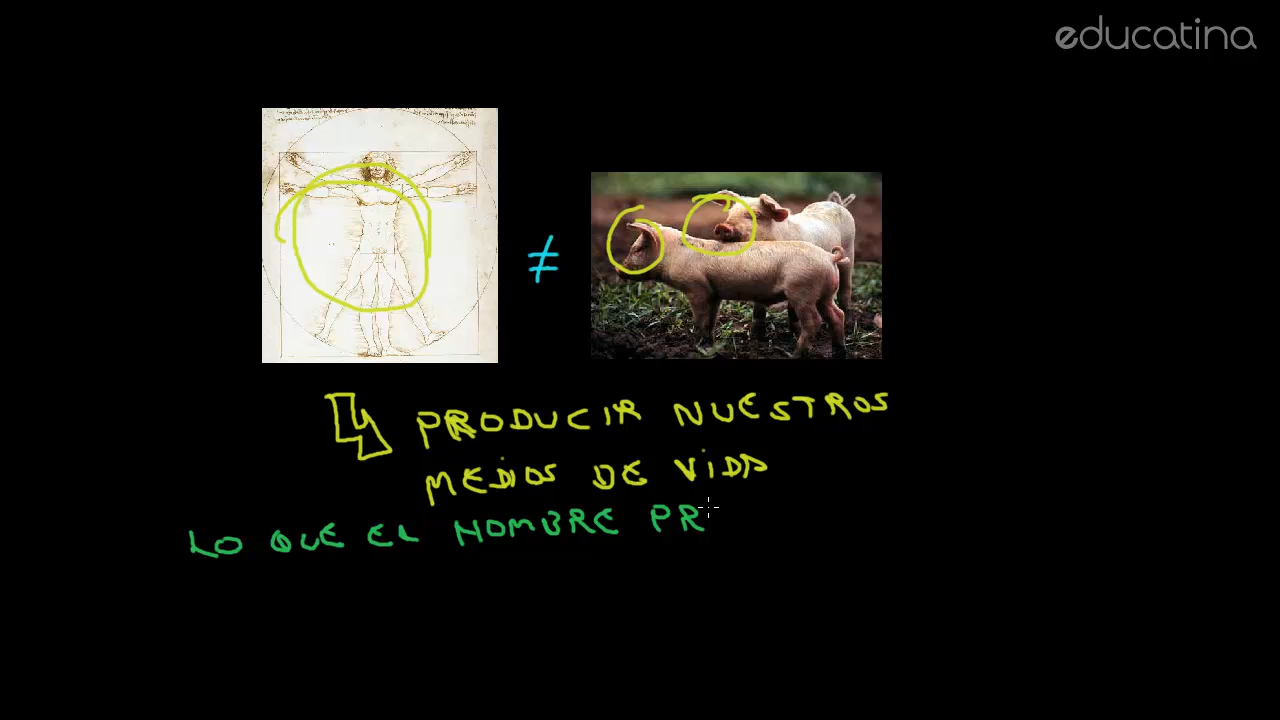 educatina
PRODUCIR NUESTROS
MEDIOS DE VIDA
LO QUE EL HOMBRE PR